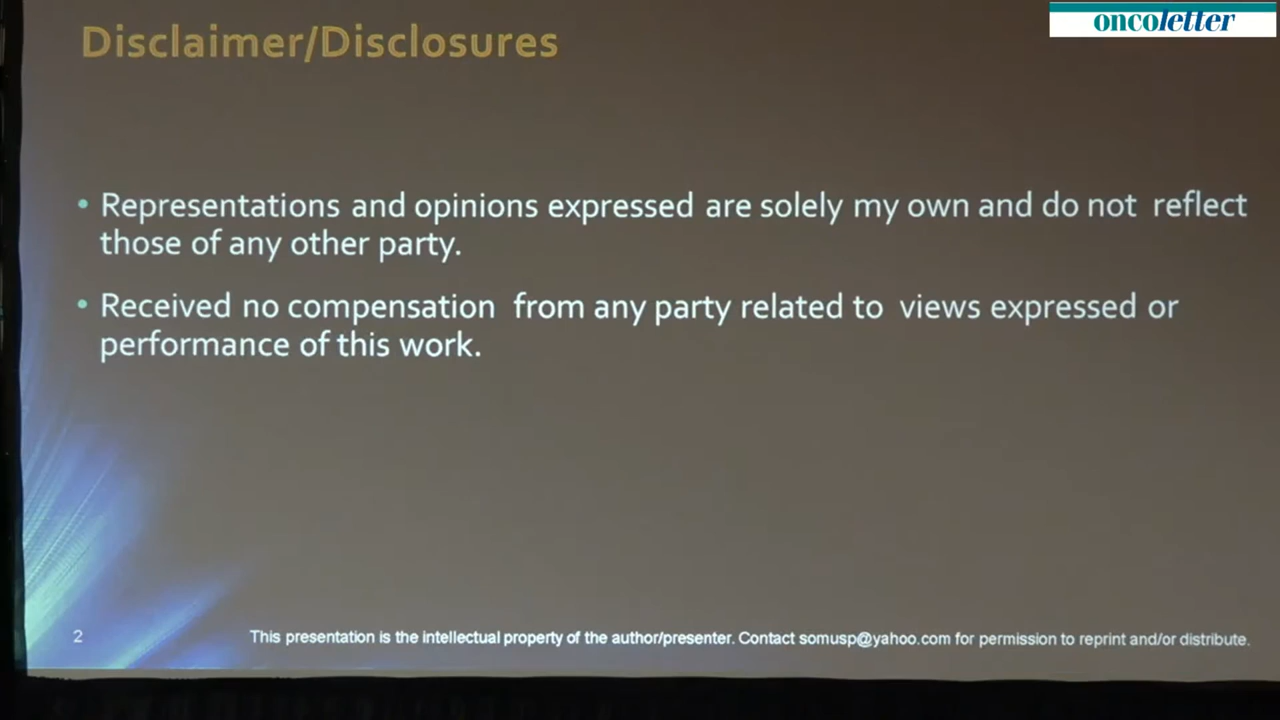 oncoletter
Disclaimer/Disclosures
• Representations and opinions expressed are solely my own and do not reflect
those of any other party.
• Received no compensation from any party related to views expressed or
performance of this work.
2
This presentation is the intellectual property of the author/presenter. Contact somusp@yahoo.com for permission to reprint and/or distribute.